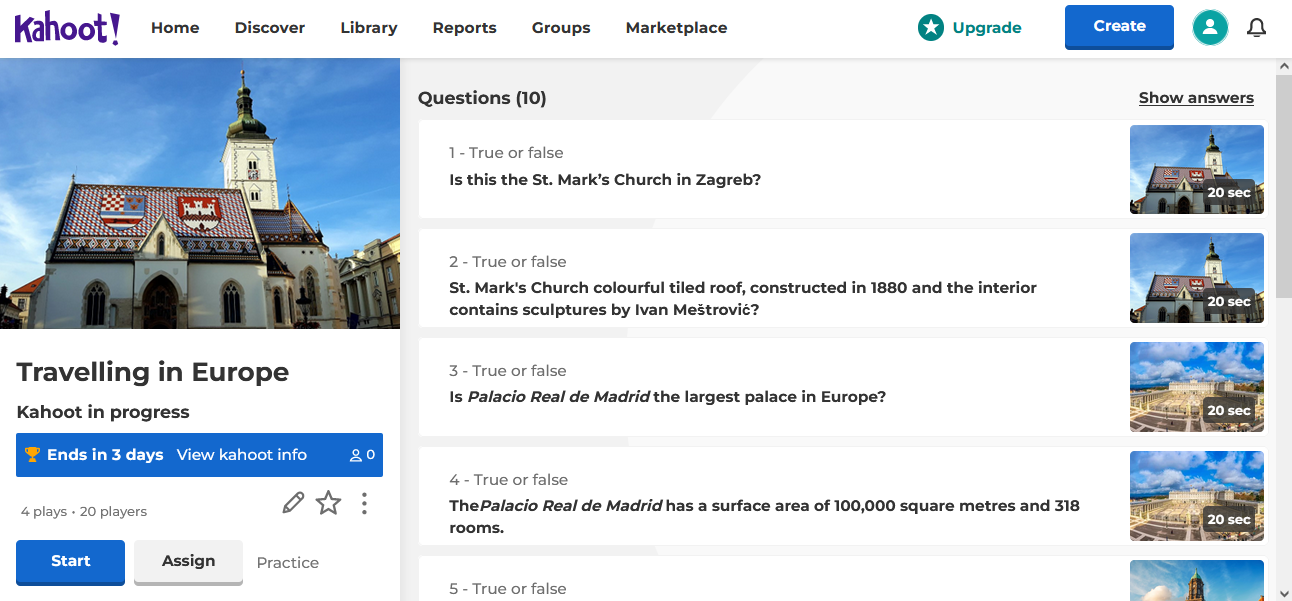 Kahoot!
Home
Discover
Library
Reports
Groups
Marketplace
Upgrade
Create
Travelling in Europe
Kahoot in progress
Ends in 3 days View kahoot info 0
4 plays • 20 players
Start
Assign
Practice
Questions (10)
Show answers
1 - True or false
Is this the St. Mark’s Church in Zagreb?
20 sec
2 - True or false
St. Mark's Church colourful tiled roof, constructed in 1880 and the interior
contains sculptures by Ivan Meštrović?
20 sec
3 - True or false
Is Palacio Real de Madrid the largest palace in Europe?
20 sec
4 - True or false
ThePalacio Real de Madrid has a surface area of 100,000 square metres and 318
rooms.
20 sec
5 - True or false